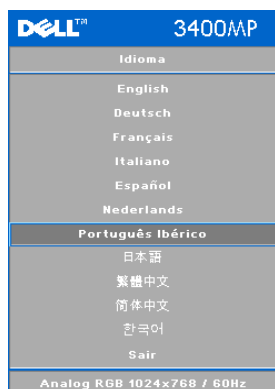 DELL™ 3400MP
Idioma
English
Deutsch
Français
Italiano
Español
Nederlands
Português Ibérico
日本語
繁體中文
简体中文
한국어
Sair
Analog RGB 1024x768 / 60Hz